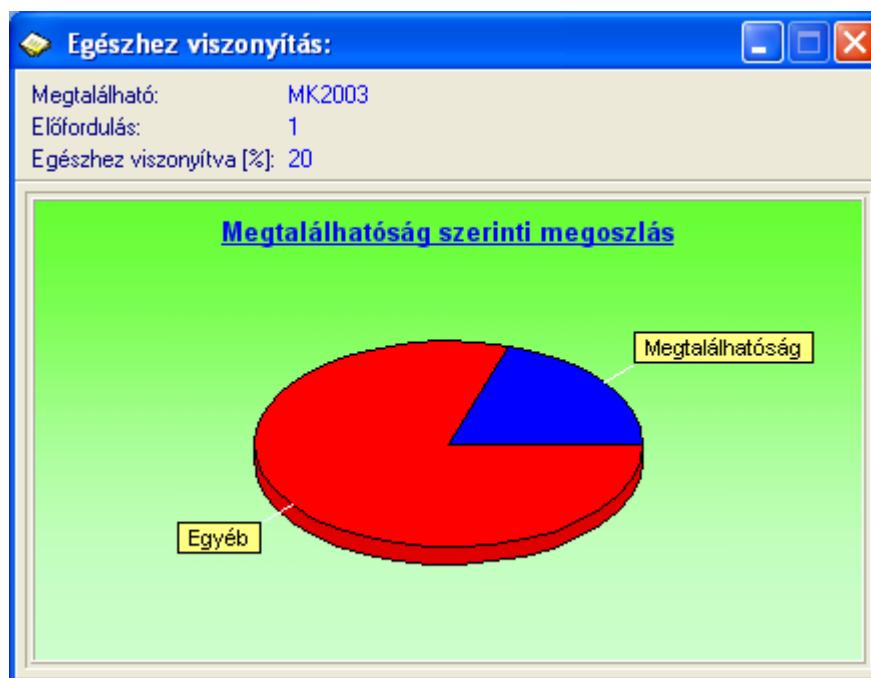 Egészhez viszonyítás:
Megtalálható: MK2003
Előfordulás: 1
Egészhez viszonyítva [%]: 20
Megtalálhatóság szerinti megoszlás
Megtalálhatóság
Egyéb